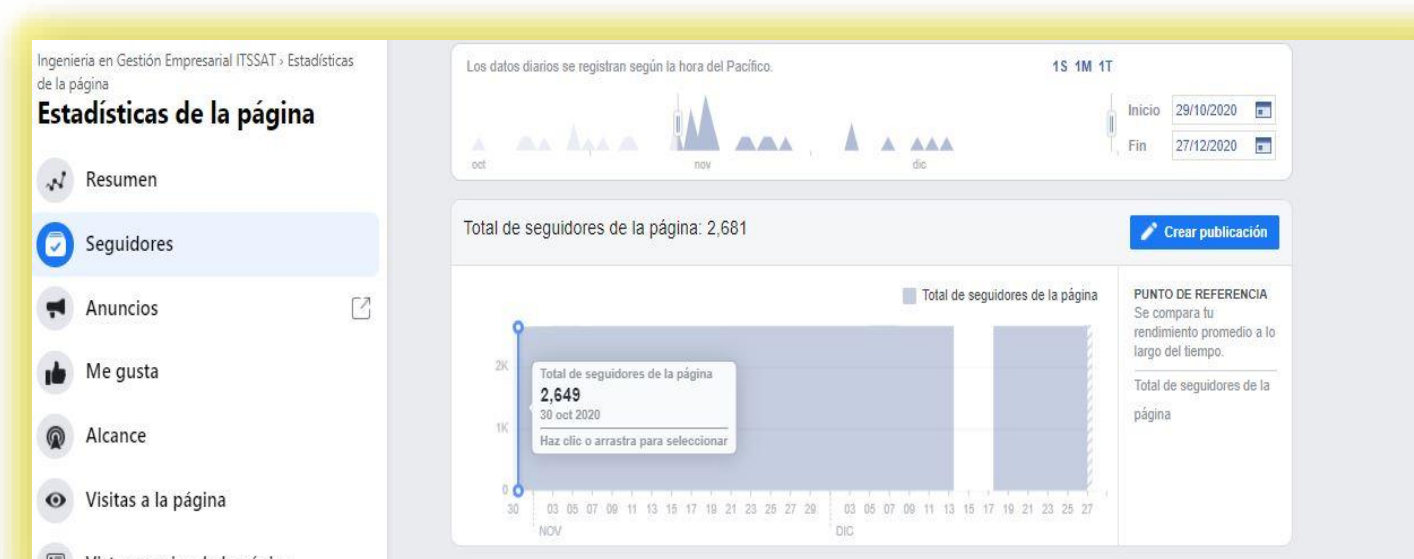 Ingenieria en Gestión Empresarial ITSSAT › Estadísticas
de la página
Estadísticas de la página
Resumen
Seguidores
Anuncios
Me gusta
Alcance
Visitas a la página
Los datos diarios se registran según la hora del Pacífico.
1S 1M 1T
Inicio 29/10/2020
Fin 27/12/2020
oct nov dic
Total de seguidores de la página: 2,681
Crear publicación
Total de seguidores de la página
2K
1K
0
Total de seguidores de la página
2,649
30 oct 2020
Haz clic o arrastra para seleccionar
30 03 05 07 09 11 13 15 17 19 21 23 25 27 29 03 05 07 09 11 13 15 17 19 21 23 25 27
NOV DIC
PUNTO DE REFERENCIA
Se compara tu
rendimiento promedio a lo
largo del tiempo.
Total de seguidores de la
página